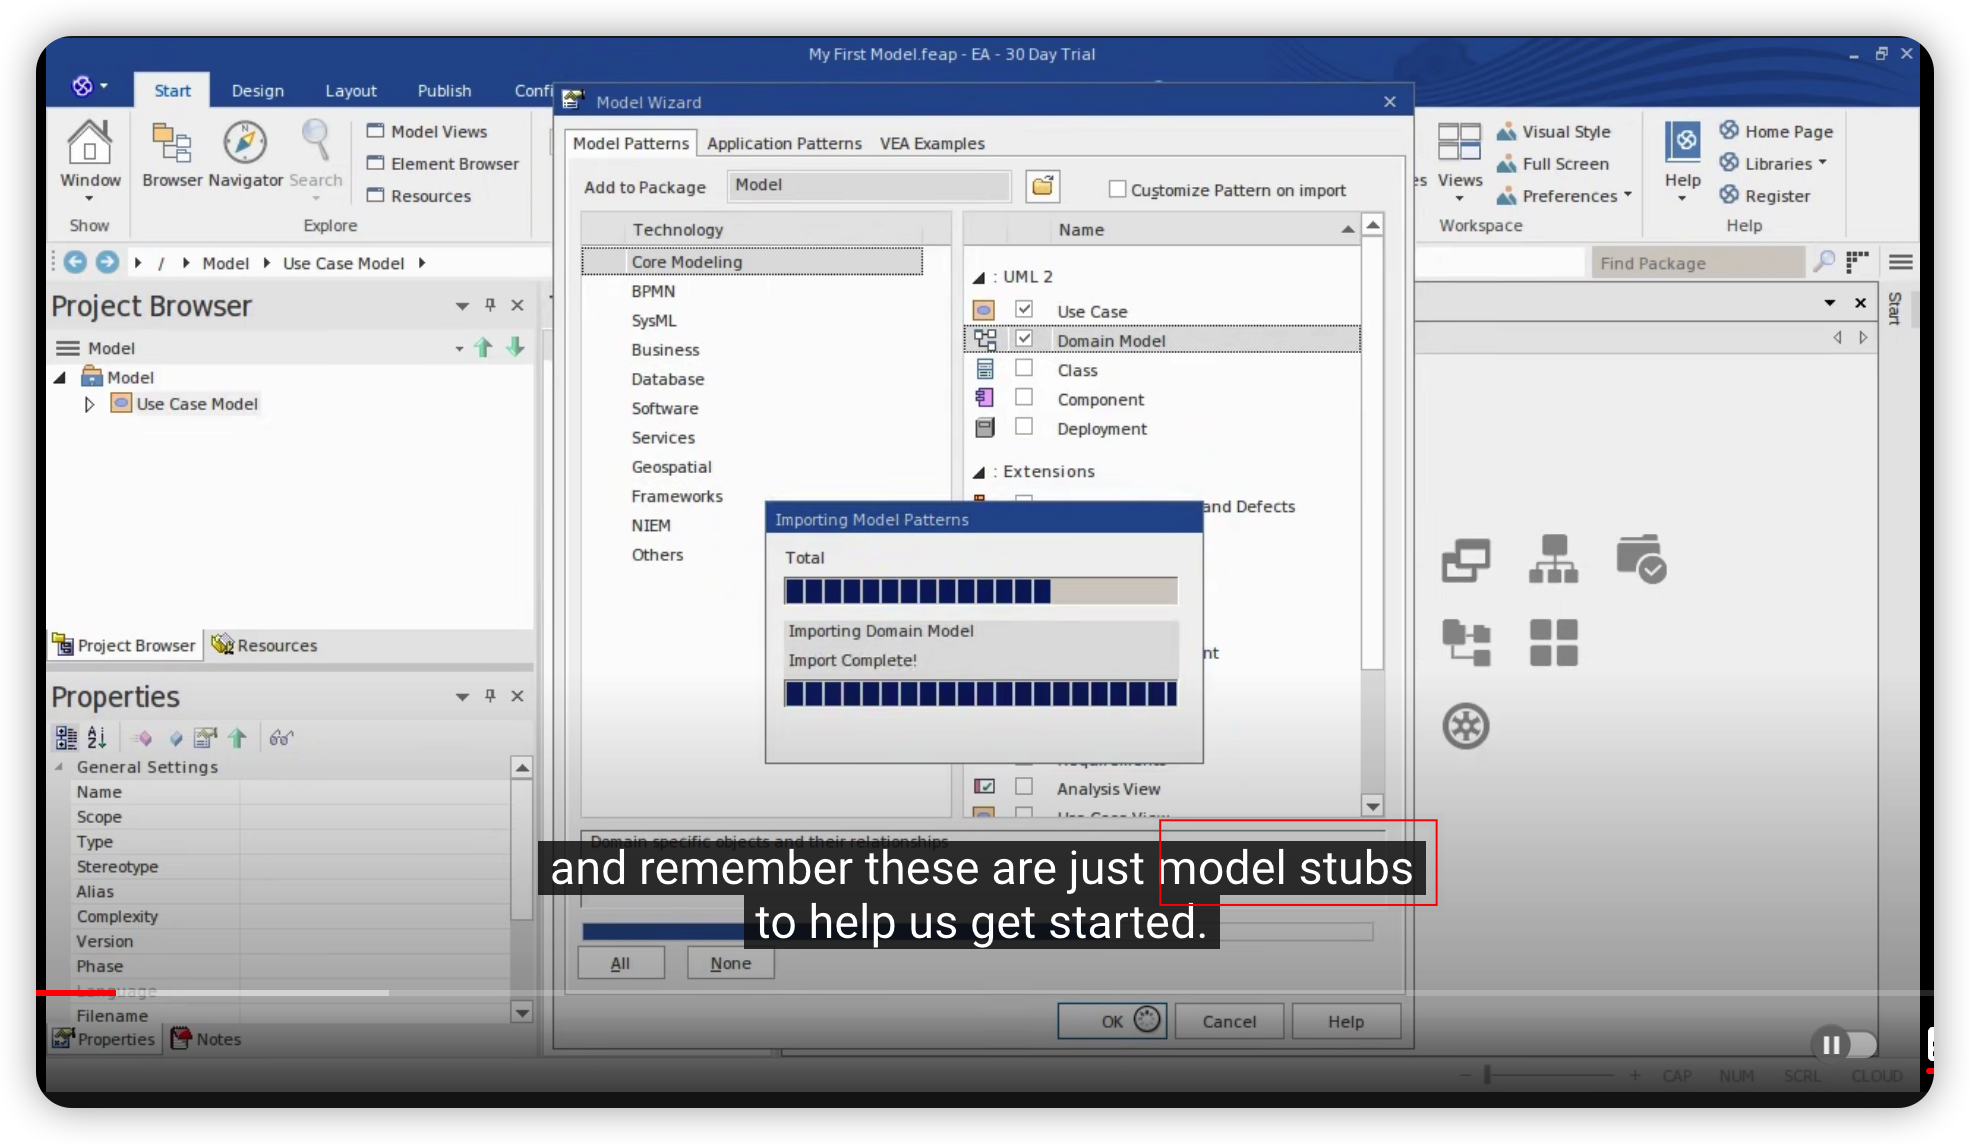 My First Model.feap - EA - 30 Day Trial
Start Design Layout Publish
Window
Show
Browser Navigator Search
Model Views
Element Browser
Resources
Explore
Views
Visual Style
Full Screen
Preferences
Workspace
Help
Home Page
Libraries
Register
Help
/ Model Use Case Model
Find Package
Start
Project Browser
Model
Model
Use Case Model
Project Browser Resources
Properties
General Settings
Name
Scope
Type
Stereotype
Alias
Complexity
Version
Phase
Language
Filename
Properties Notes
Model Wizard
Model Patterns Application Patterns VEA Examples
Add to Package Model
Customize Pattern on import
Technology
Core Modeling
BPMN
SysML
Business
Database
Software
Services
Geospatial
Frameworks
NIEM
Others
Name
: UML 2
Use Case
Domain Model
Class
Component
Deployment
: Extensions
and Defects
Analysis View
Importing Model Patterns
Total
Importing Domain Model
Import Complete!
Domain specific objects and their relationships
and remember these are just model stubs
to help us get started.
All None
OK Cancel Help
CAP NUM SCRL CLOUD